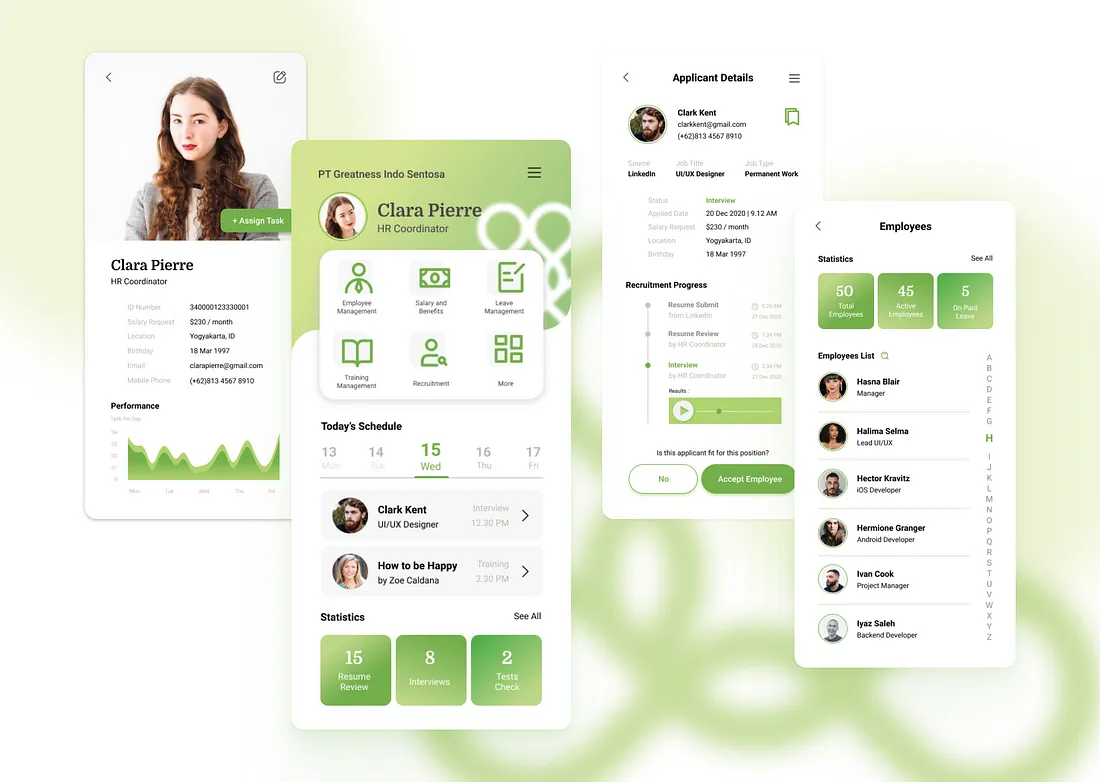 + Assign Task
Clara Pierre
HR Coordinator
ID Number 340000123330001
Salary Request $230 / month
Location Yogyakarta, ID
Birthday 18 Mar 1997
Email clarapierre@gmail.com
Mobile Phone (+62)813 4567 8910
Performance
Task Per Day
04
03
02
01
0
Mon Tue Wed Thu Fri
PT Greatness Indo Sentosa
Clara Pierre
HR Coordinator
Employee Management
Salary and Benefits
Leave Management
Training Management
Recruitment
More
Today's Schedule
13 14 15 16 17
Mon Tue Wed Thu Fri
Clark Kent Interview
UI/UX Designer 12.30 PM
How to be Happy Training
by Zoe Caldana 2.30 PM
Statistics See All
15 Resume Review
8 Interviews
2 Tests Check
Applicant Details
Clark Kent
clarkkent@gmail.com
(+62)813 4567 8910
Source Job Title Job Type
LinkedIn UI/UX Designer Permanent Work
Status Interview
Applied Date 20 Dec 2020 | 9.12 AM
Salary Request $230 / month
Location Yogyakarta, ID
Birthday 18 Mar 1997
Recruitment Progress
Resume Submit 9.20 AM
from LinkedIn 21 Dec 2020
Resume Review 1.34 PM
by HR Coordinator
Interview 3.34 PM
by HR Coordinator 27 Dec 2020
Results :
Is this applicant fit for this position?
No Accept Employee
Employees
Statistics See All
50 Total Employees
45 Active Employees
5 On Paid Leave
Employees List
Hasna Blair
Manager
Halima Selma
Lead UI/UX
Hector Kravitz
iOS Developer
Hermione Granger
Android Developer
Ivan Cook
Project Manager
Iyaz Saleh
Backend Developer
A
B
C
D
E
F
G
H
I
J
K
L
M
N
O
P
Q
R
S
T
U
V
W
X
Y
Z